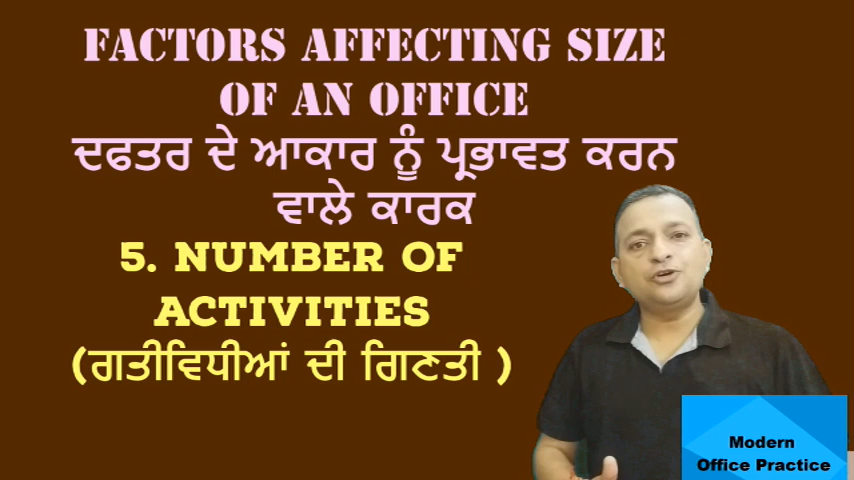 FACTORS AFFECTING SIZE
OF AN OFFICE
ਦਫਤਰ ਦੇ ਆਕਾਰ ਨੂੰ ਪ੍ਰਭਾਵਤ ਕਰਨ
ਵਾਲੇ ਕਾਰਕ
5. NUMBER OF
ACTIVITIES
(ਗਤੀਵਿਧੀਆਂ ਦੀ ਗਿਣਤੀ )
Modern
Office Practice